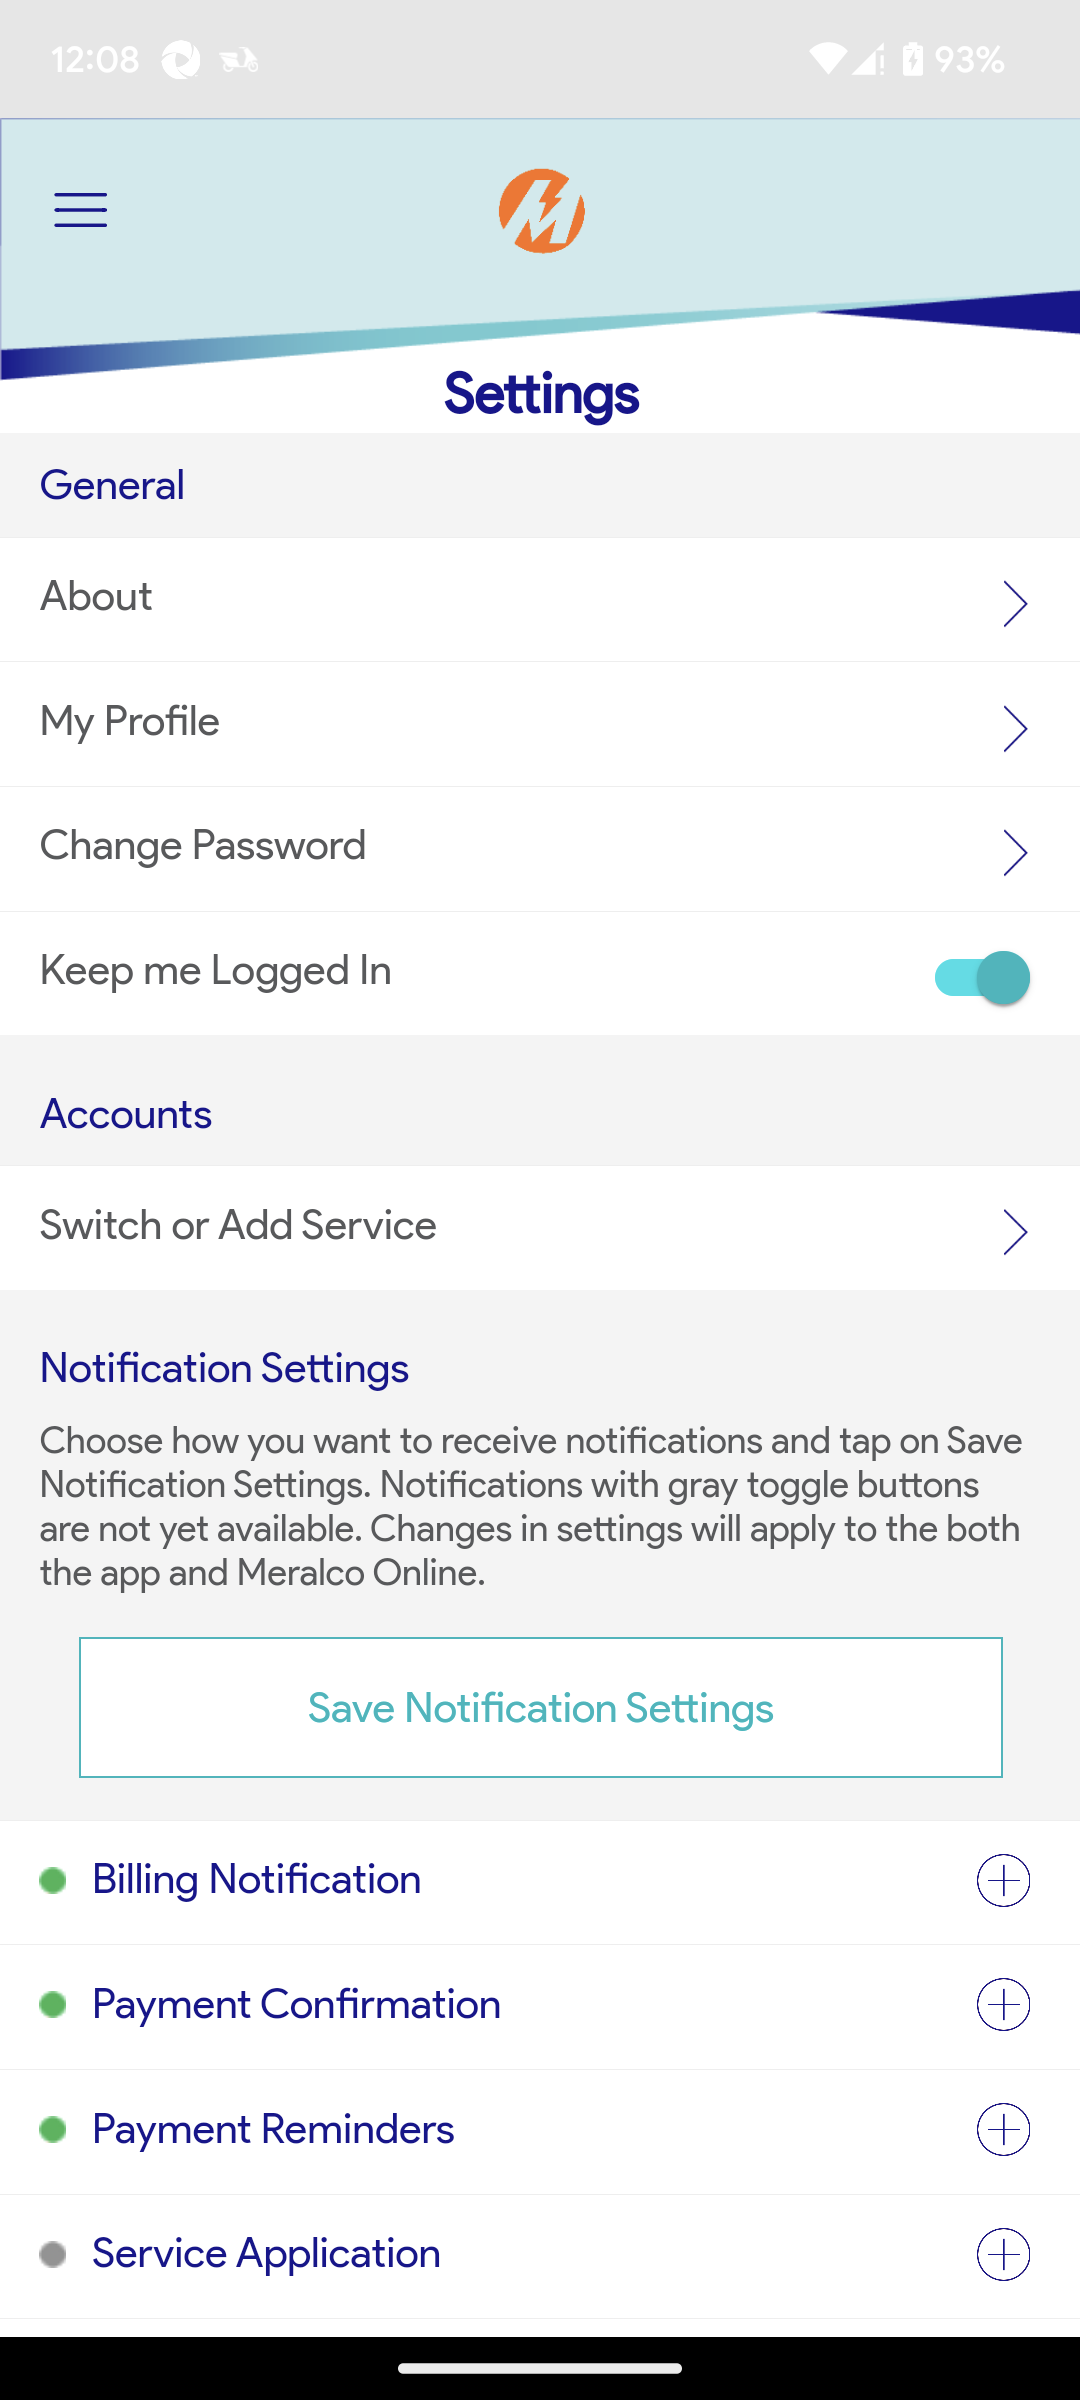 12:08
93%
Settings
General
About
My Profile
Change Password
Keep me Logged In
Accounts
Switch or Add Service
Notification Settings
Choose how you want to receive notifications and tap on Save
Notification Settings. Notifications with gray toggle buttons
are not yet available. Changes in settings will apply to the both
the app and Meralco Online.
Save Notification Settings
Billing Notification
Payment Confirmation
Payment Reminders
Service Application